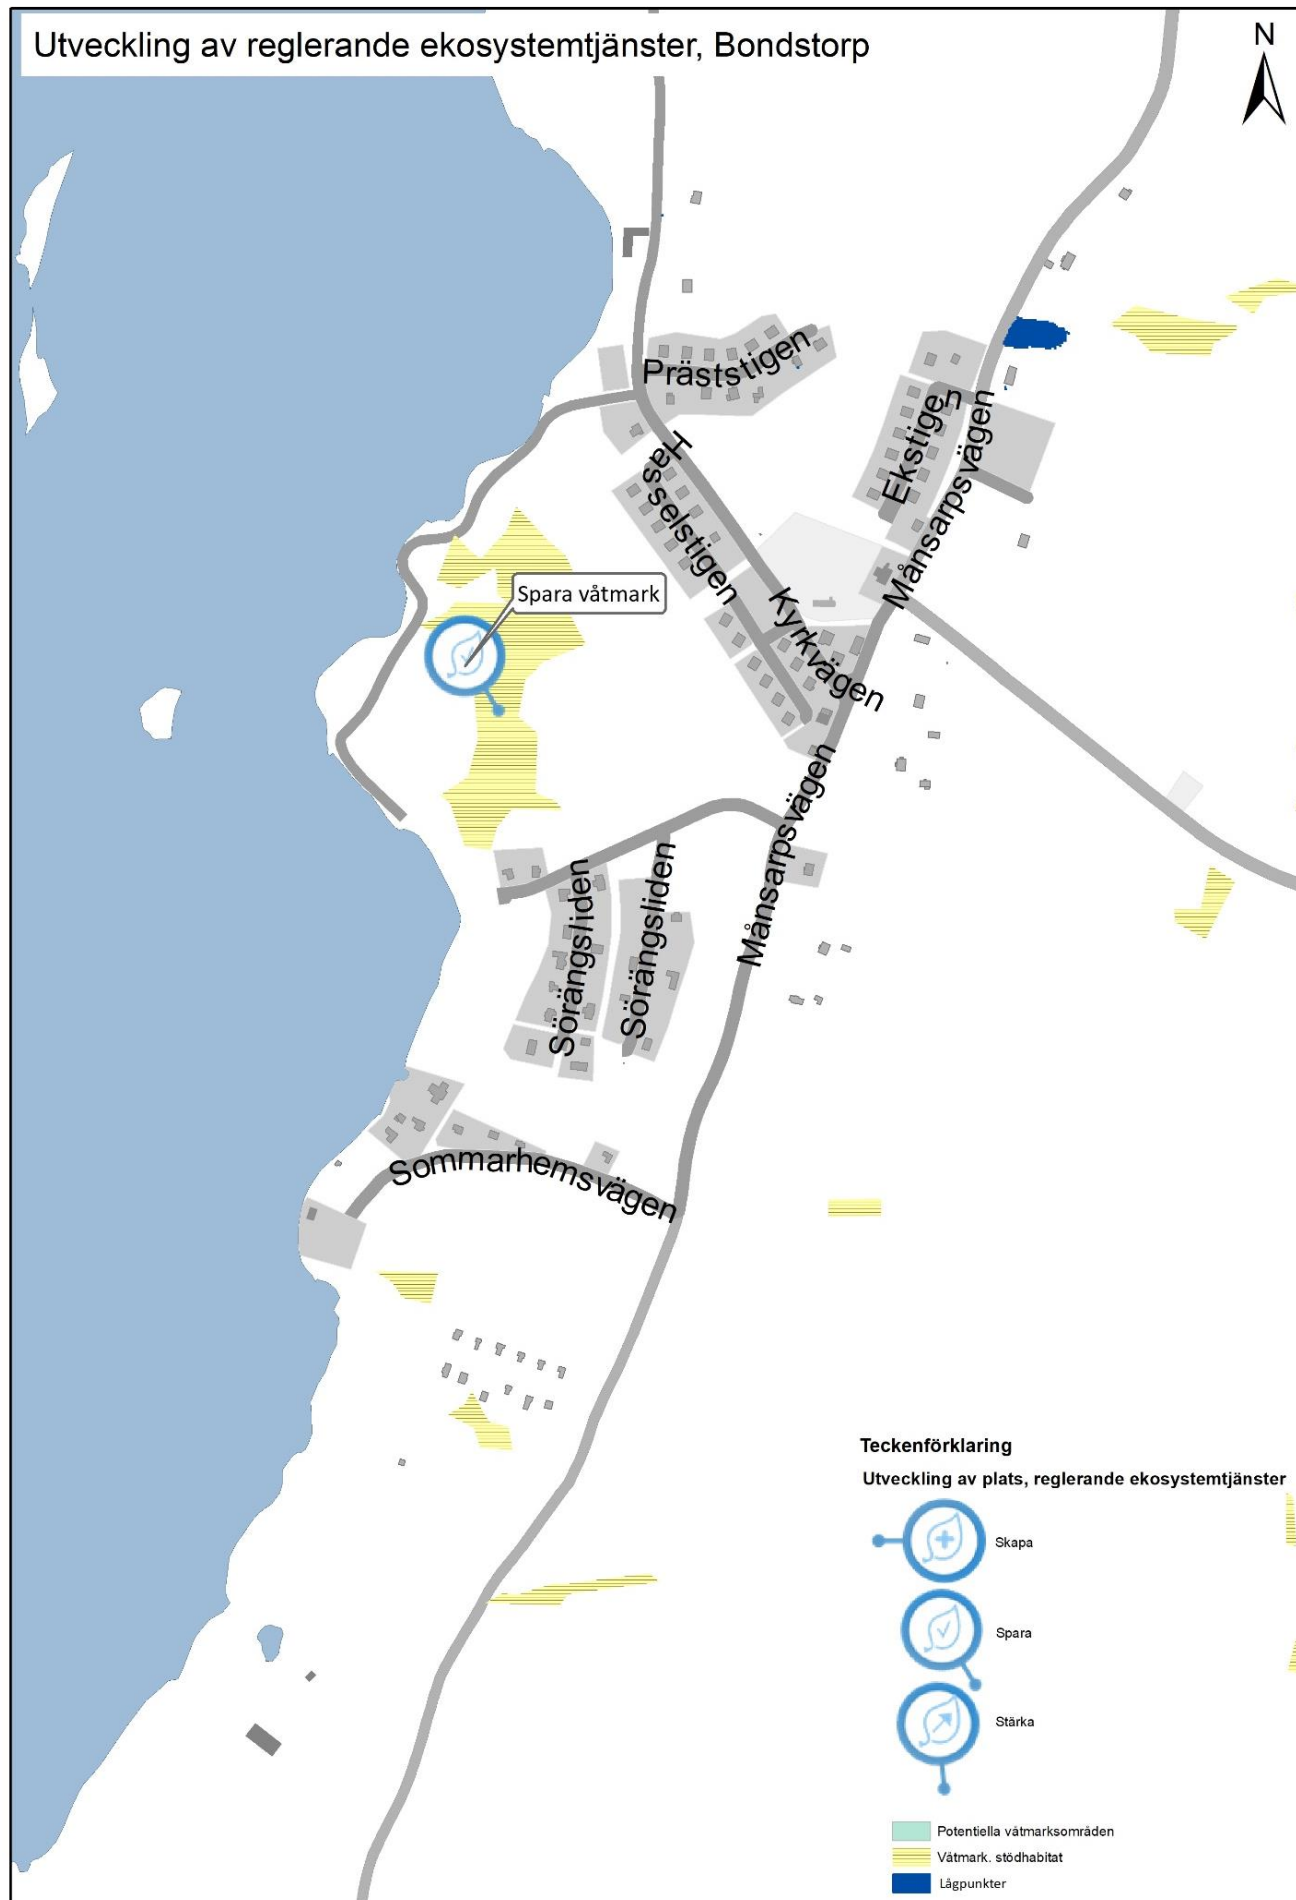 Utveckling av reglerande ekosystemtjänster, Bondstorp
N
Präststigen
Hasselstigen
Ekstigen
Månsarpsvägen
Spara våtmark
Kyrkvägen
Månsarpsvägen
Sörängsliden
Sörängsliden
Sommarhemsvägen
Teckenförklaring
Utveckling av plats, reglerande ekosystemtjänster
Skapa
Spara
Stärka
Potentiella våtmarksområden
Våtmark. stödhabitat
Lågpunkter